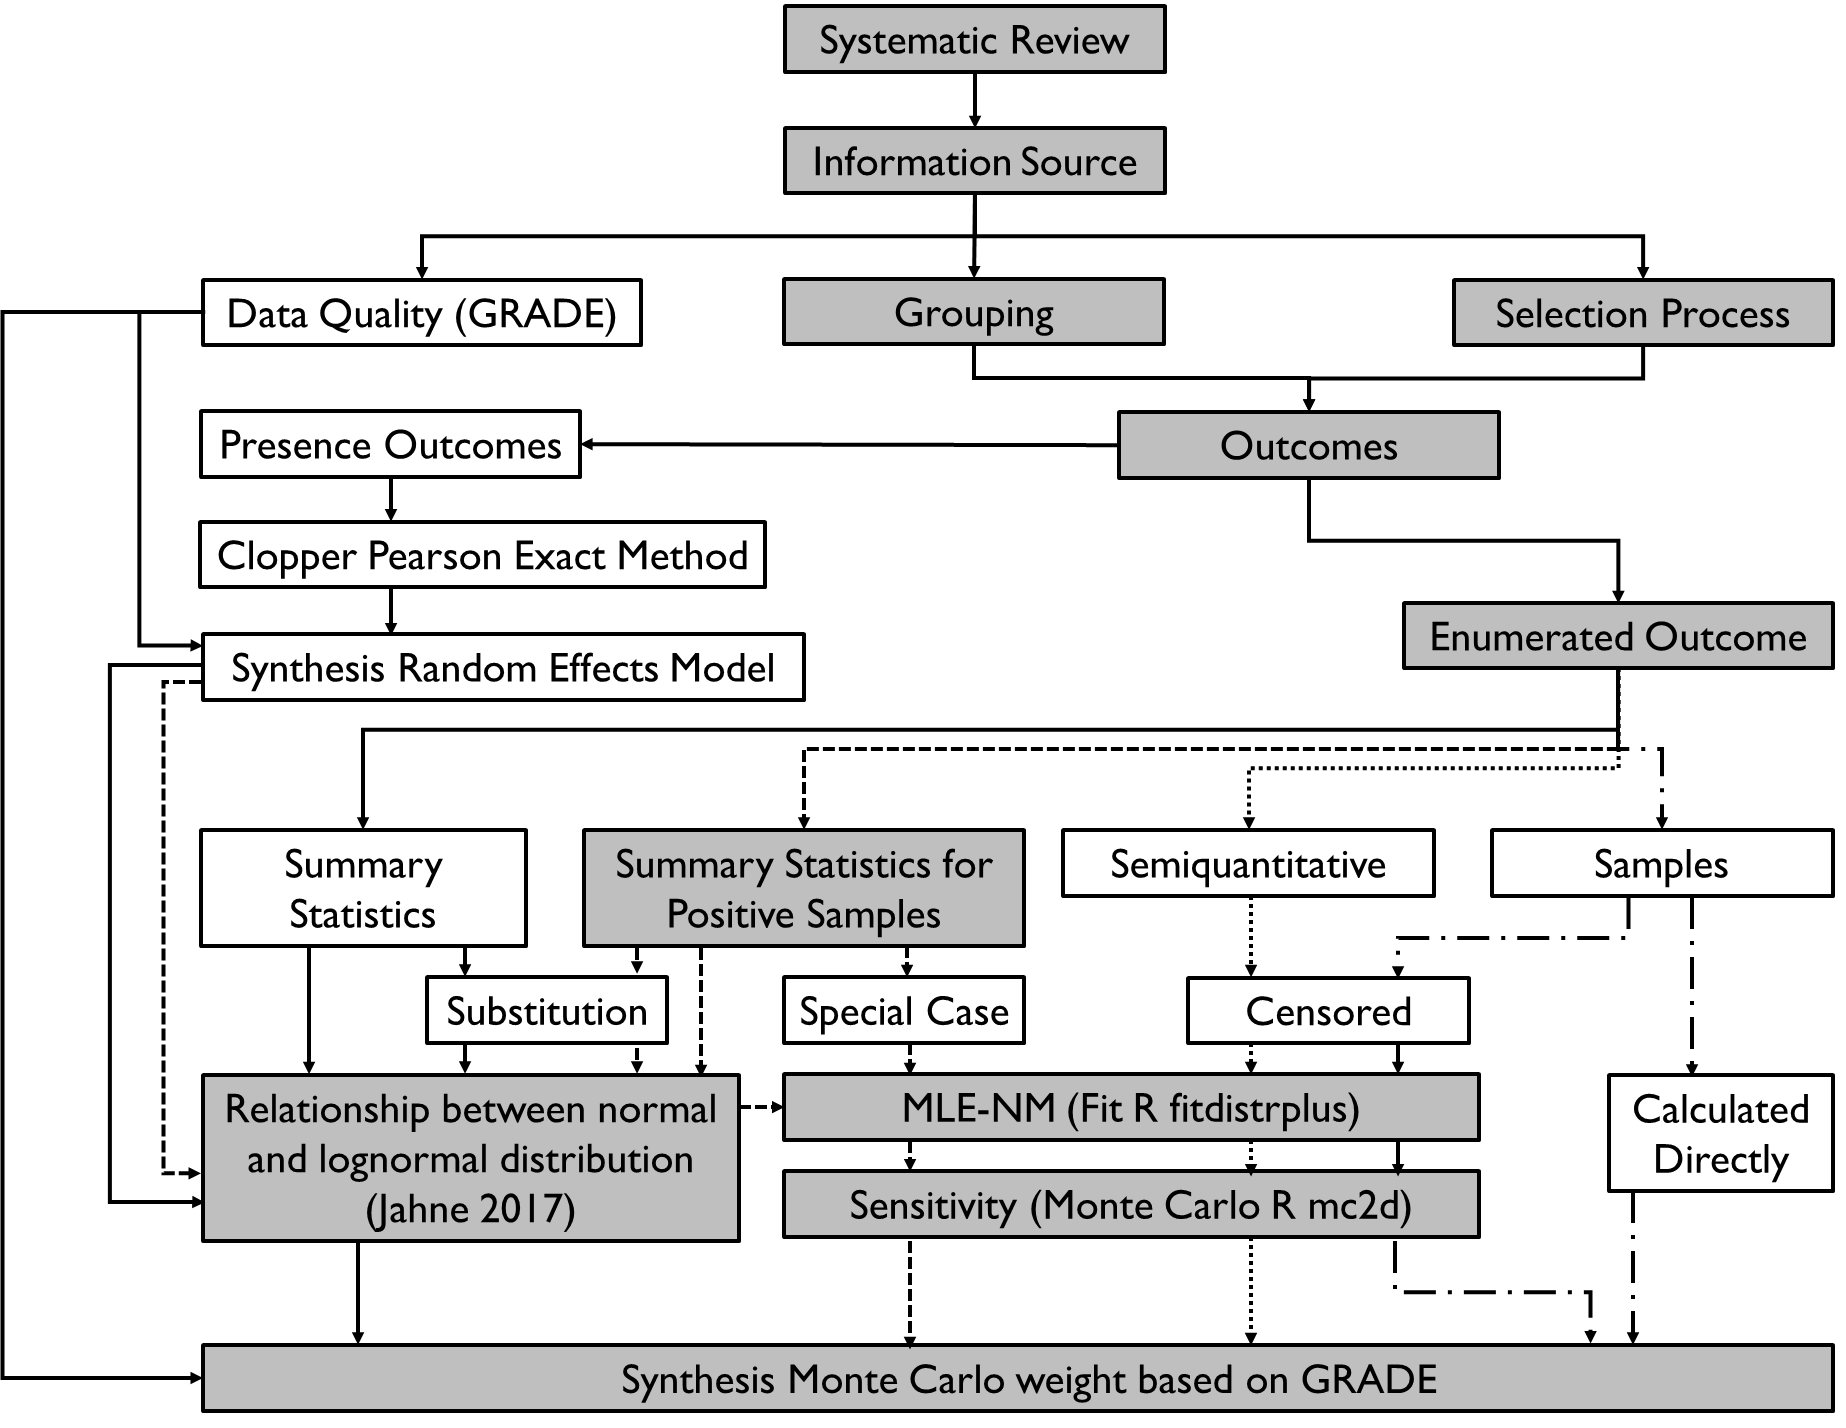 Systematic Review
Information Source
Data Quality (GRADE)
Grouping
Selection Process
Presence Outcomes
Outcomes
Clopper Pearson Exact Method
Enumerated Outcome
Synthesis Random Effects Model
Summary
Statistics
Summary Statistics for
Positive Samples
Semiquantitative
Samples
Substitution
Special Case
Censored
Relationship between normal
and lognormal distribution
(Jahne 2017)
MLE-NM (Fit R fitdistrplus)
Calculated
Directly
Sensitivity (Monte Carlo R mc2d)
Synthesis Monte Carlo weight based on GRADE